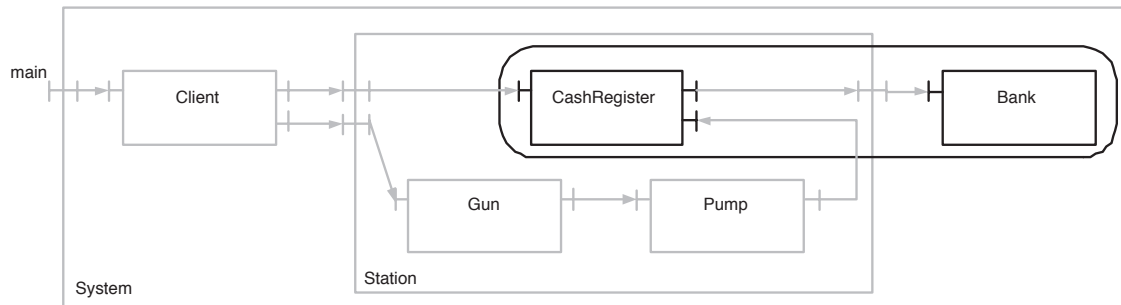 main
Client
CashRegister
Bank
Gun
Pump
Station
System